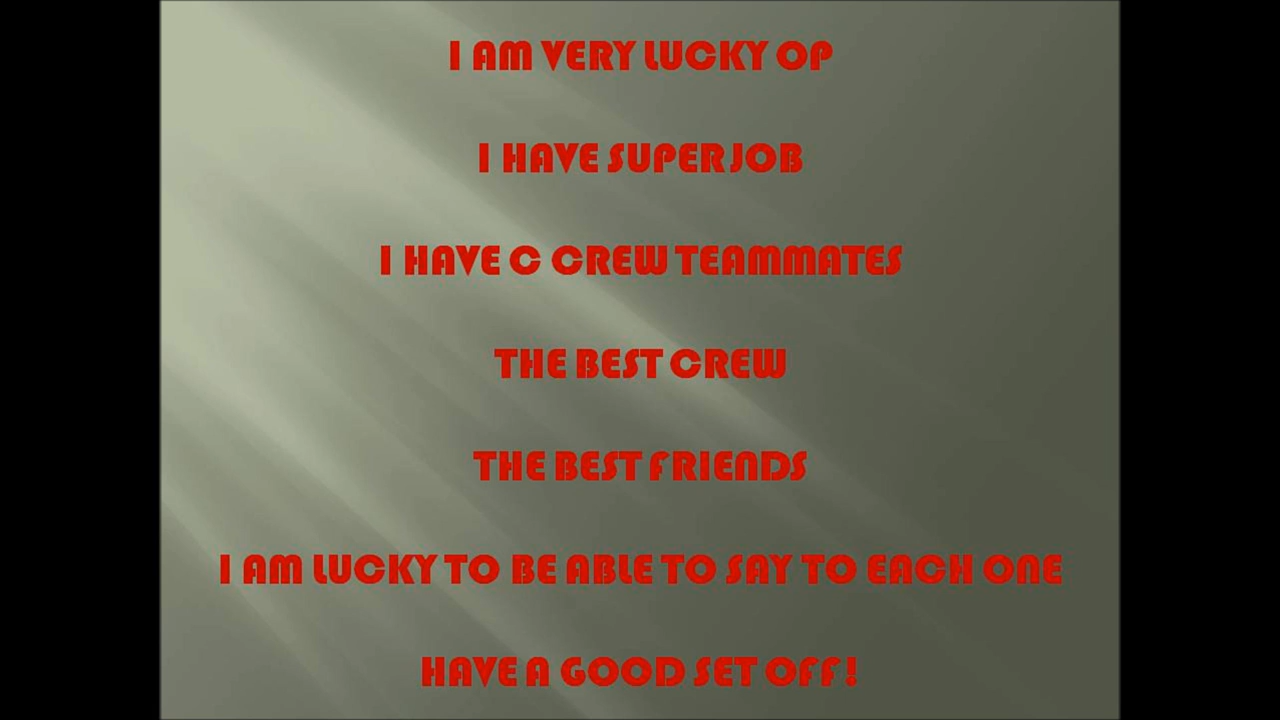 I AM VERY LUCKY OP
I HAVE SUPERJOB
I HAVE C CREW TEAMMATES
THE BEST CREW
THE BEST FRIENDS
I AM LUCKY TO BE ABLE TO SAY TO EACH ONE
HAVE A GOOD SET OFF!